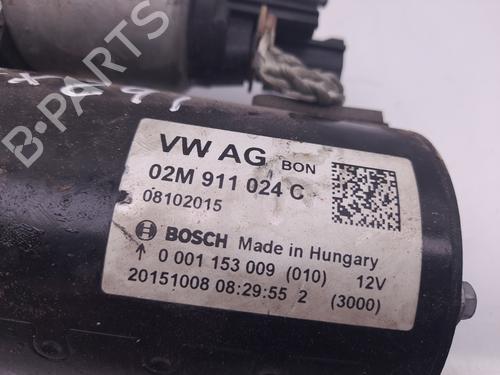 VW AG BON
02M 911 024 C
08102015
BOSCH Made in Hungary
↑ 0 001 153 009 (010) 12V
20151008 08:29:55 2 (3000)
B-PARTS